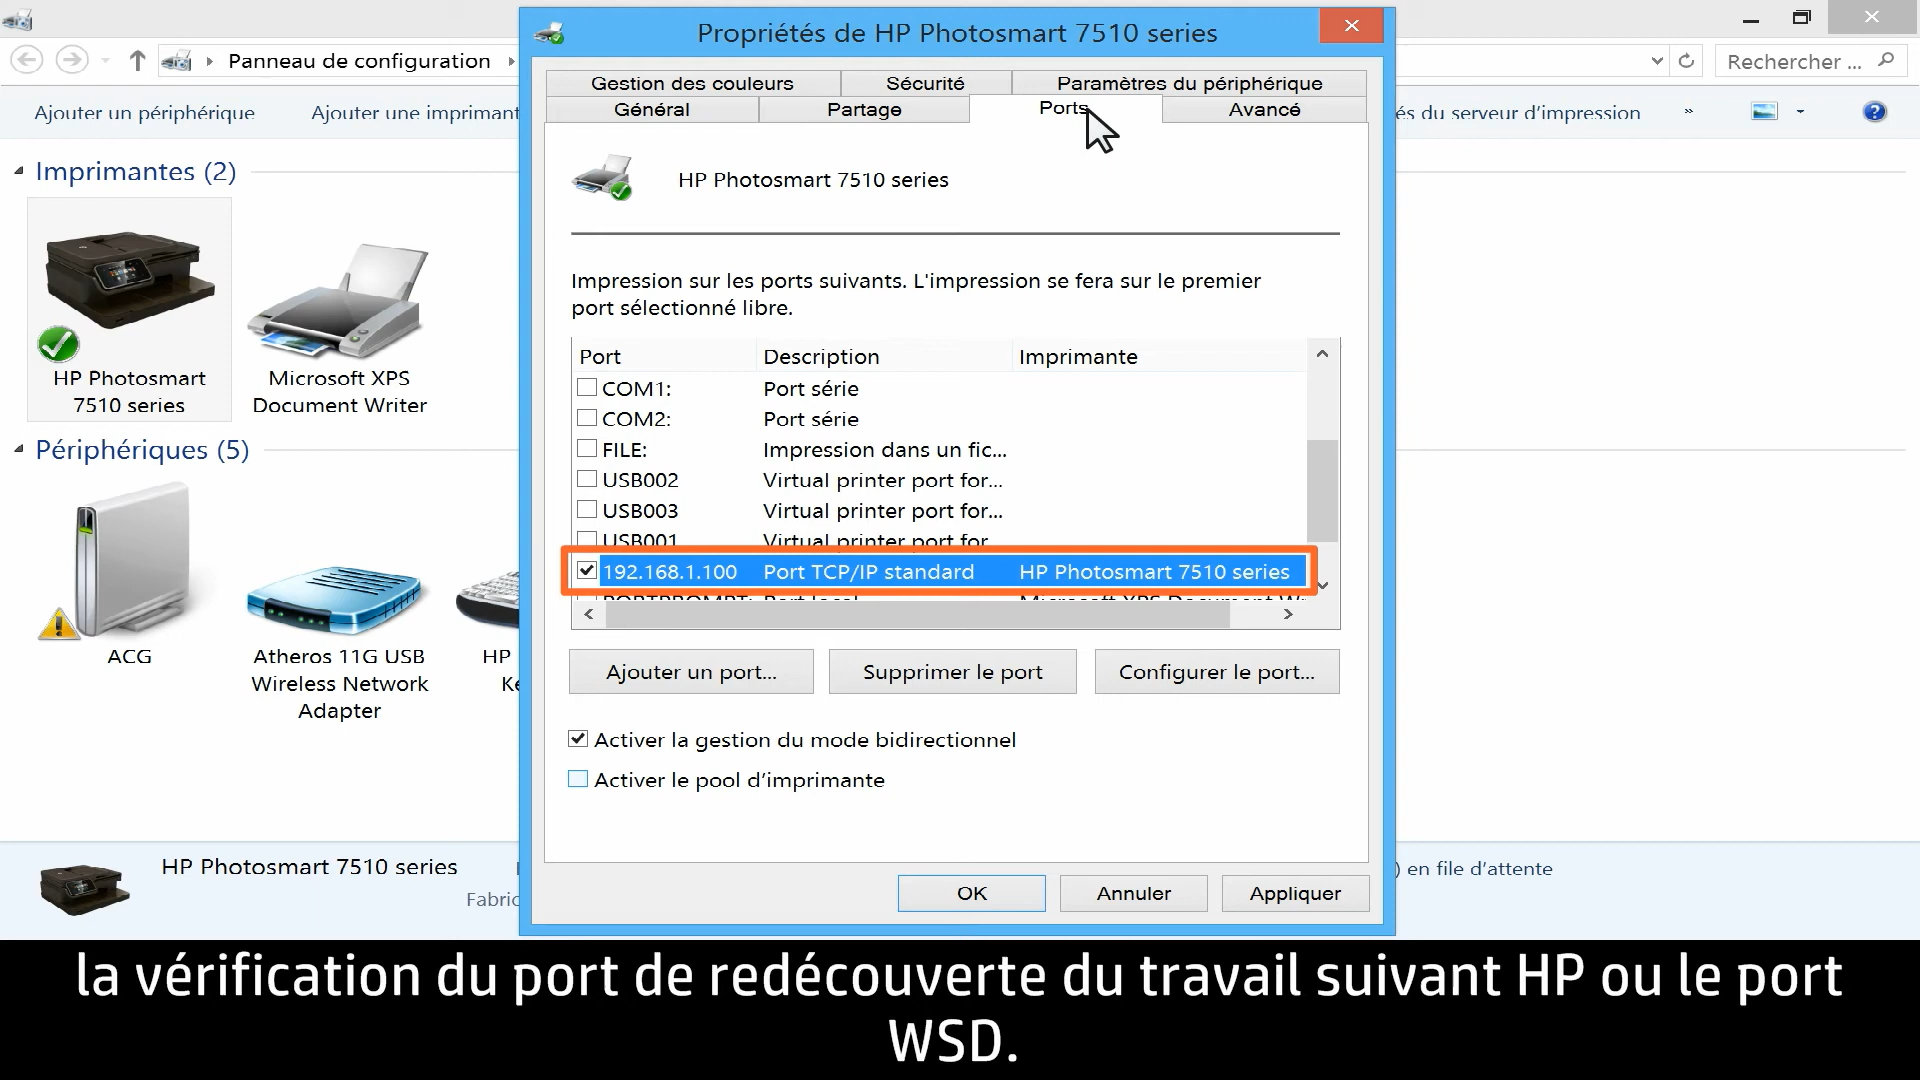 Propriétés de HP Photosmart 7510 series
Panneau de configuration
Rechercher ...
Ajouter un périphérique
Ajouter une imprimant
és du serveur d'impression
»
Gestion des couleurs
Sécurité
Paramètres du périphérique
Général
Partage
Ports
Avancé
Imprimantes (2)
HP Photosmart
7510 series
Microsoft XPS
Document Writer
Périphériques (5)
ACG
Atheros 11G USB
Wireless Network
Adapter
HP
Ke
HP Photosmart 7510 series
Impression sur les ports suivants. L'impression se fera sur le premier
port sélectionné libre.
Port Description Imprimante
COM1: Port série
COM2: Port série
FILE: Impression dans un fic...
USB002 Virtual printer port for...
USB003 Virtual printer port for...
USB001 Virtual printer port for
192.168.1.100 Port TCP/IP standard HP Photosmart 7510 series
Ajouter un port...
Supprimer le port
Configurer le port...
Activer la gestion du mode bidirectionnel
Activer le pool d'imprimante
OK
Annuler
Appliquer
HP Photosmart 7510 series
Fabric
) en file d'attente
la vérification du port de redécouverte du travail suivant HP ou le port
WSD.